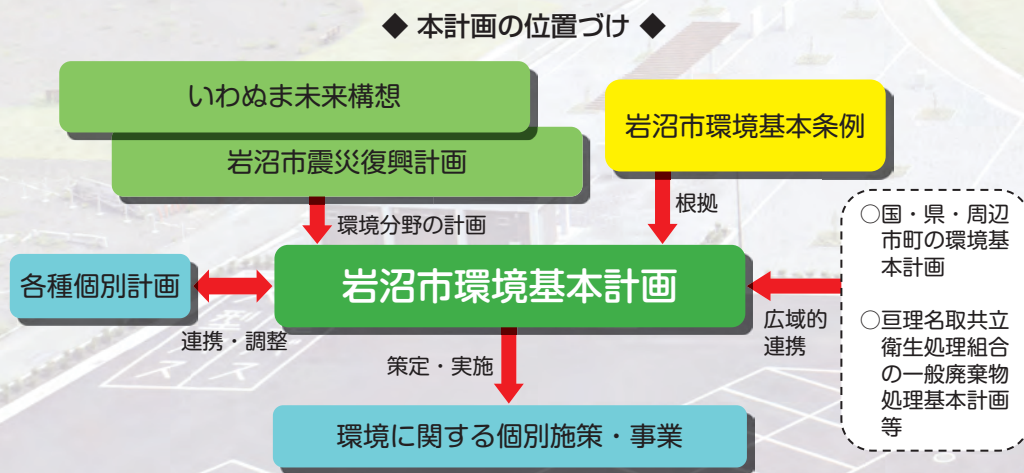 ◆ 本計画の位置づけ ◆
いわぬま未来構想
岩沼市震災復興計画
岩沼市環境基本条例
環境分野の計画
根拠
各種個別計画
連携・調整
岩沼市環境基本計画
広域的
連携
○国・県・周辺
市町の環境基
本計画
○亘理名取共立
衛生処理組合
の一般廃棄物
処理基本計画
等
策定・実施
環境に関する個別施策・事業